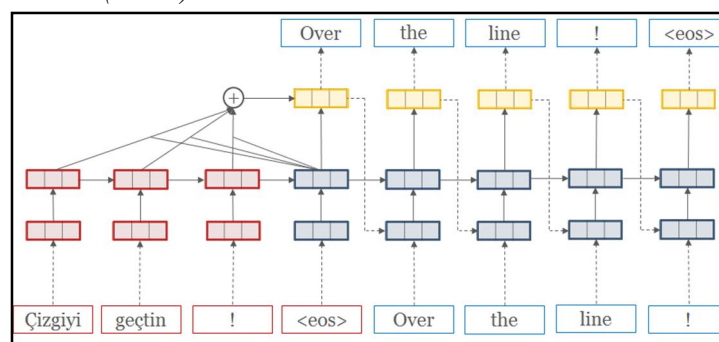 Over the line ! <eos>
+
Çizgiyi geçtin ! <eos> Over the line !